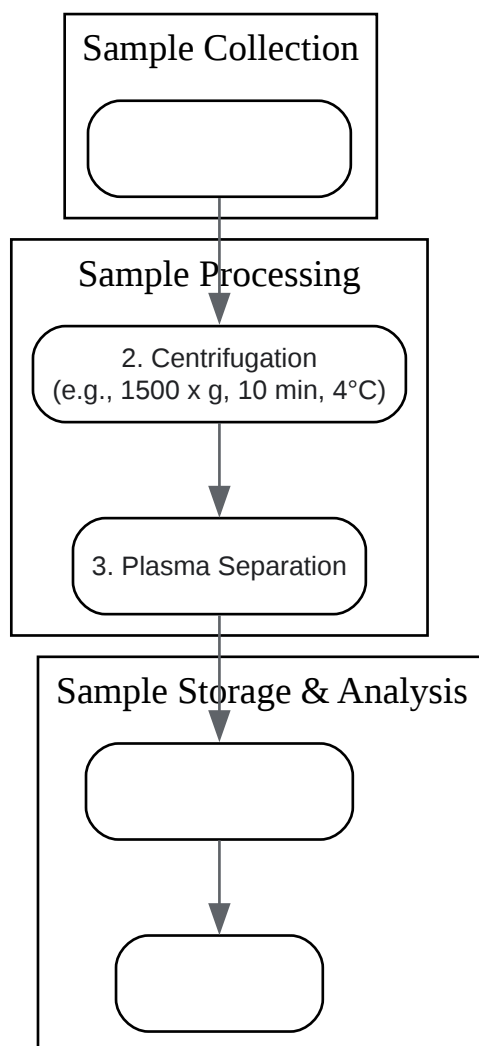 Sample Collection
Sample Processing
2. Centrifugation
(e.g., 1500 x g, 10 min, 4°C)
3. Plasma Separation
Sample Storage & Analysis